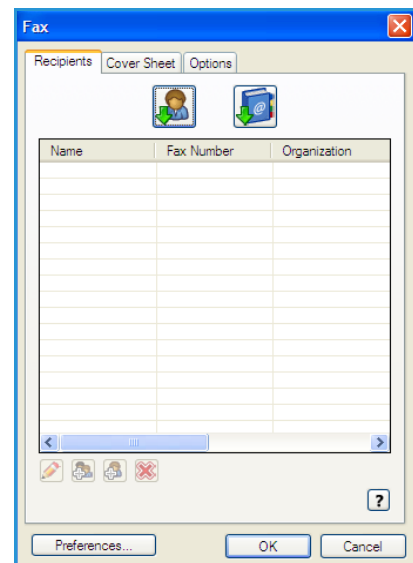 Fax
Recipients Cover Sheet Options
@
Name Fax Number Organization
?
Preferences... OK Cancel